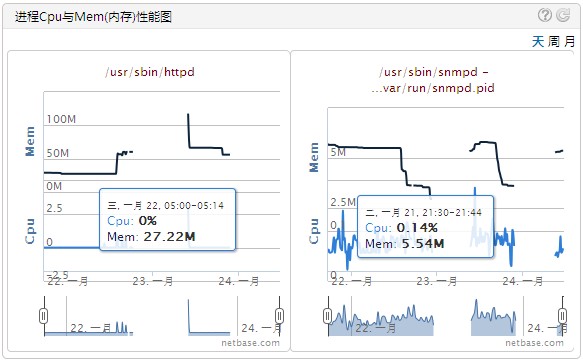 进程Cpu与Mem(内存)性能图
天 周 月
/usr/sbin/httpd
100M
50M
0M
Mem
2.5
0
-2.5
Cpu
三, 一月 22, 05:00-05:14
Cpu: 0%
Mem: 27.22M
22. 一月
23. 一月
24. 一月
22. 一月
24. 一月
netbase.com
/usr/sbin/snmpd -
...var/run/snmpd.pid
5M
2.5M
0M
Mem
0.5
0
Cpu
二, 一月 21, 21:30-21:44
Cpu: 0.14%
Mem: 5.54M
22. 一月
23. 一月
24. 一月
22. 一月
24. 一月
netbase.com